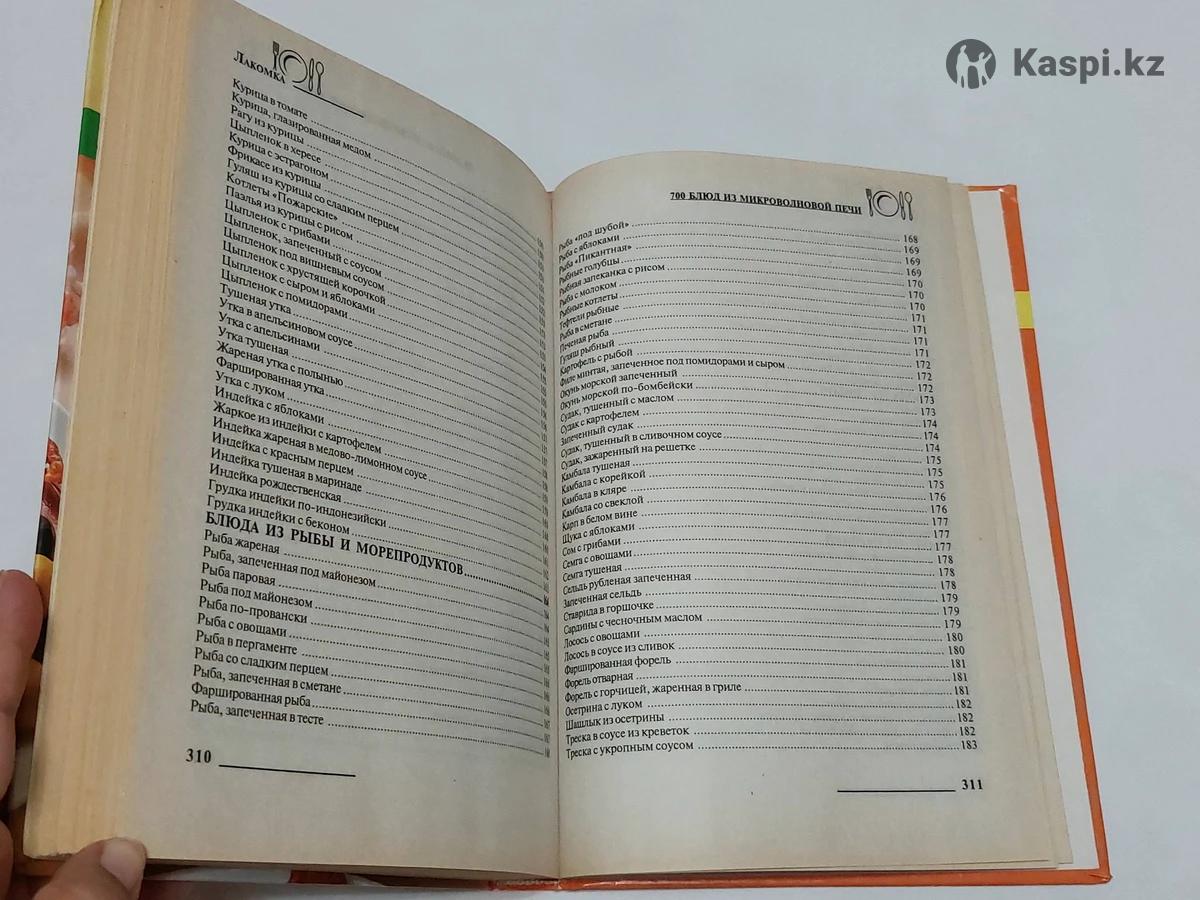 Kaspi.kz
ЛАКОМКА
Курица в томате
Курица, глазированная медом
Рагу из курицы
Цыпленок в хересе
Курица с эстрагоном
Фрикасе из курицы
Гуляш из курицы со сладким перцем
Котлеты «Пожарские»
Паэлья из курицы с рисом
Цыпленок с грибами
Цыпленок, запеченный с соусом
Цыпленок под вишневым соусом
Цыпленок с хрустящей корочкой
Цыпленок с сыром и яблоками
Цыпленок с помидорами
Тушеная утка
Утка в апельсиновом соусе
Утка с апельсинами
Утка тушеная
Жареная утка с полынью
Фаршированная утка
Утка с луком
Индейка с яблоками
Жаркое из индейки с картофелем
Индейка жареная в медово-лимонном соусе
Индейка с красным перцем
Индейка тушеная в маринаде
Индейка рождественская
Грудка индейки по-индонезийски
Грудка индейки с беконом
БЛЮДА ИЗ РЫБЫ И МОРЕПРОДУКТОВ
Рыба жареная
Рыба, запеченная под майонезом
Рыба паровая
Рыба под майонезом
Рыба по-провански
Рыба с овощами
Рыба в пергаменте
Рыба со сладким перцем
Рыба, запеченная в сметане
Фаршированная рыба
Рыба, запеченная в тесте
310
700 БЛЮД ИЗ МИКРОВОЛНОВОЙ ПЕЧИ
Рыба «под шубой» 168
Рыба с яблоками
Рыба «Пикантная» 169
Рыбные голубцы 169
Рыбная запеканка с рисом 169
Рыба с молоком 170
Рыбные котлеты 170
Тефтели рыбные 170
Рыба в сметане 171
Печеная рыба 171
Гуляш рыбный 171
Картофель с рыбой 172
Филе минтая, запеченное под помидорами и сыром 172
Окунь морской запеченный 172
Окунь морской по-бомбейски 173
Судак, тушенный с маслом 173
Судак с картофелем 174
Запеченный судак 174
Судак, тушенный в сливочном соусе 174
Судак, зажаренный на решетке 175
Камбала тушеная 175
Камбала с корейкой 175
Камбала в кляре 176
Камбала со свеклой 176
Карп в белом вине 177
Щука с яблоками 177
Сом с грибами 177
Семга с овощами 178
Семга тушеная 178
Сельдь рубленая запеченная 178
Запеченная сельдь 179
Ставрида в горшочке 179
Сардины с чесночным маслом 179
Лосось с овощами 180
Лосось в соусе из сливок 180
Фаршированная форель 181
Форель отварная 181
Форель с горчицей, жаренная в гриле 181
Осетрина с луком 182
Шашлык из осетрины 182
Треска в соусе из креветок 182
Треска с укропным соусом 183
311